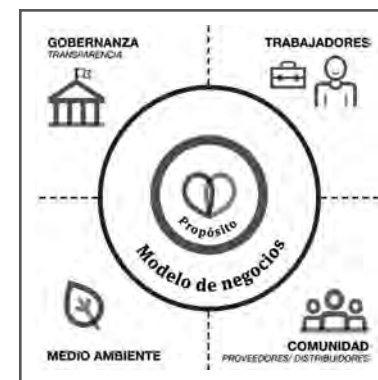 GOBERNANZA
TRANSPARENCIA
TRABAJADORES
Propósito
Modelo de negocios
MEDIO AMBIENTE
COMUNIDAD
PROVEEDORES/ DISTRIBUIDORES